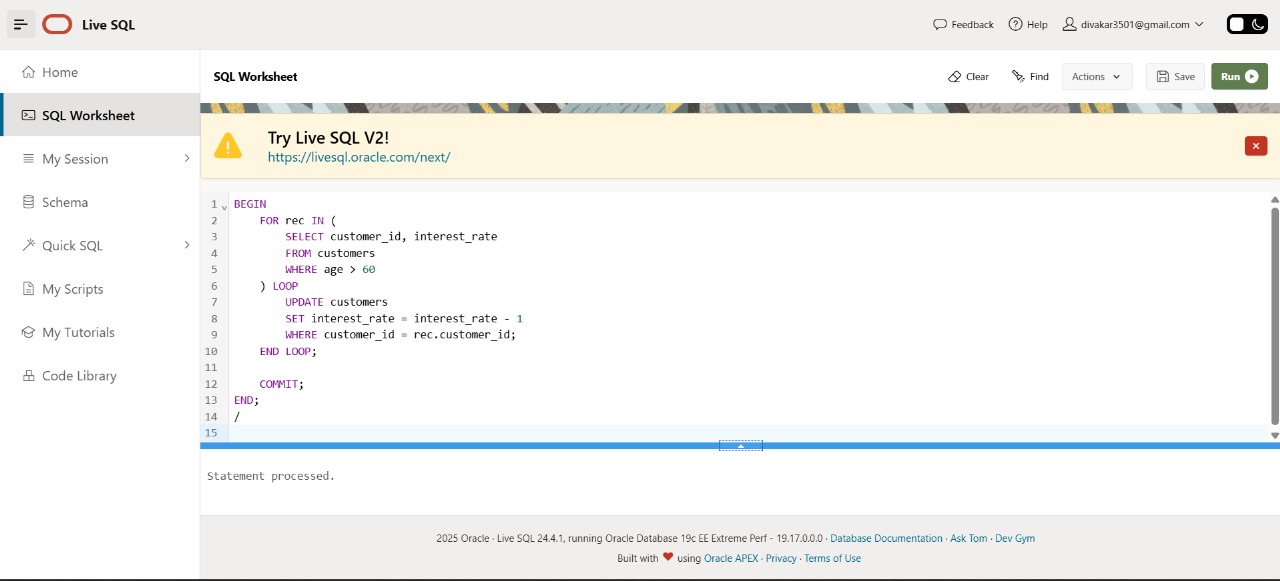 Live SQL
Feedback
Help
divakar3501@gmail.com
Home
SQL Worksheet
My Session
Schema
Quick SQL
My Scripts
My Tutorials
Code Library
SQL Worksheet
Clear
Find
Actions
Save
Run
Try Live SQL V2!
https://livesql.oracle.com/next/
1 BEGIN
2     FOR rec IN (
3         SELECT customer_id, interest_rate
4         FROM customers
5         WHERE age > 60
6     ) LOOP
7         UPDATE customers
8         SET interest_rate = interest_rate - 1
9         WHERE customer_id = rec.customer_id;
10     END LOOP;
11
12     COMMIT;
13 END;
14 /
15
Statement processed.
2025 Oracle · Live SQL 24.4.1, running Oracle Database 19c EE Extreme Perf - 19.17.0.0.0 · Database Documentation · Ask Tom · Dev Gym
Built with ❤ using Oracle APEX · Privacy · Terms of Use